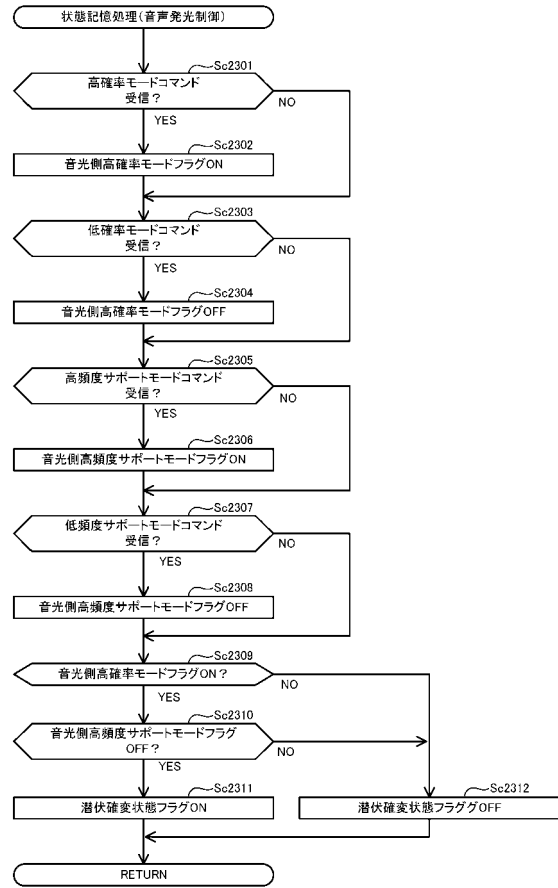 状態記憶処理(音声発光制御)
Sc2301
高確率モードコマンド
受信？
NO
YES
Sc2302
音光側高確率モードフラグON
Sc2303
低確率モードコマンド
受信？
NO
YES
Sc2304
音光側高確率モードフラグOFF
Sc2305
高頻度サポートモードコマンド
受信？
NO
YES
Sc2306
音光側高頻度サポートモードフラグON
Sc2307
低頻度サポートモードコマンド
受信？
NO
YES
Sc2308
音光側高頻度サポートモードフラグOFF
Sc2309
音光側高確率モードフラグON？
NO
YES
Sc2310
音光側高頻度サポートモードフラグ
OFF？
NO
YES
Sc2311
潜伏確変状態フラグON
Sc2312
潜伏確変状態フラググOFF
RETURN